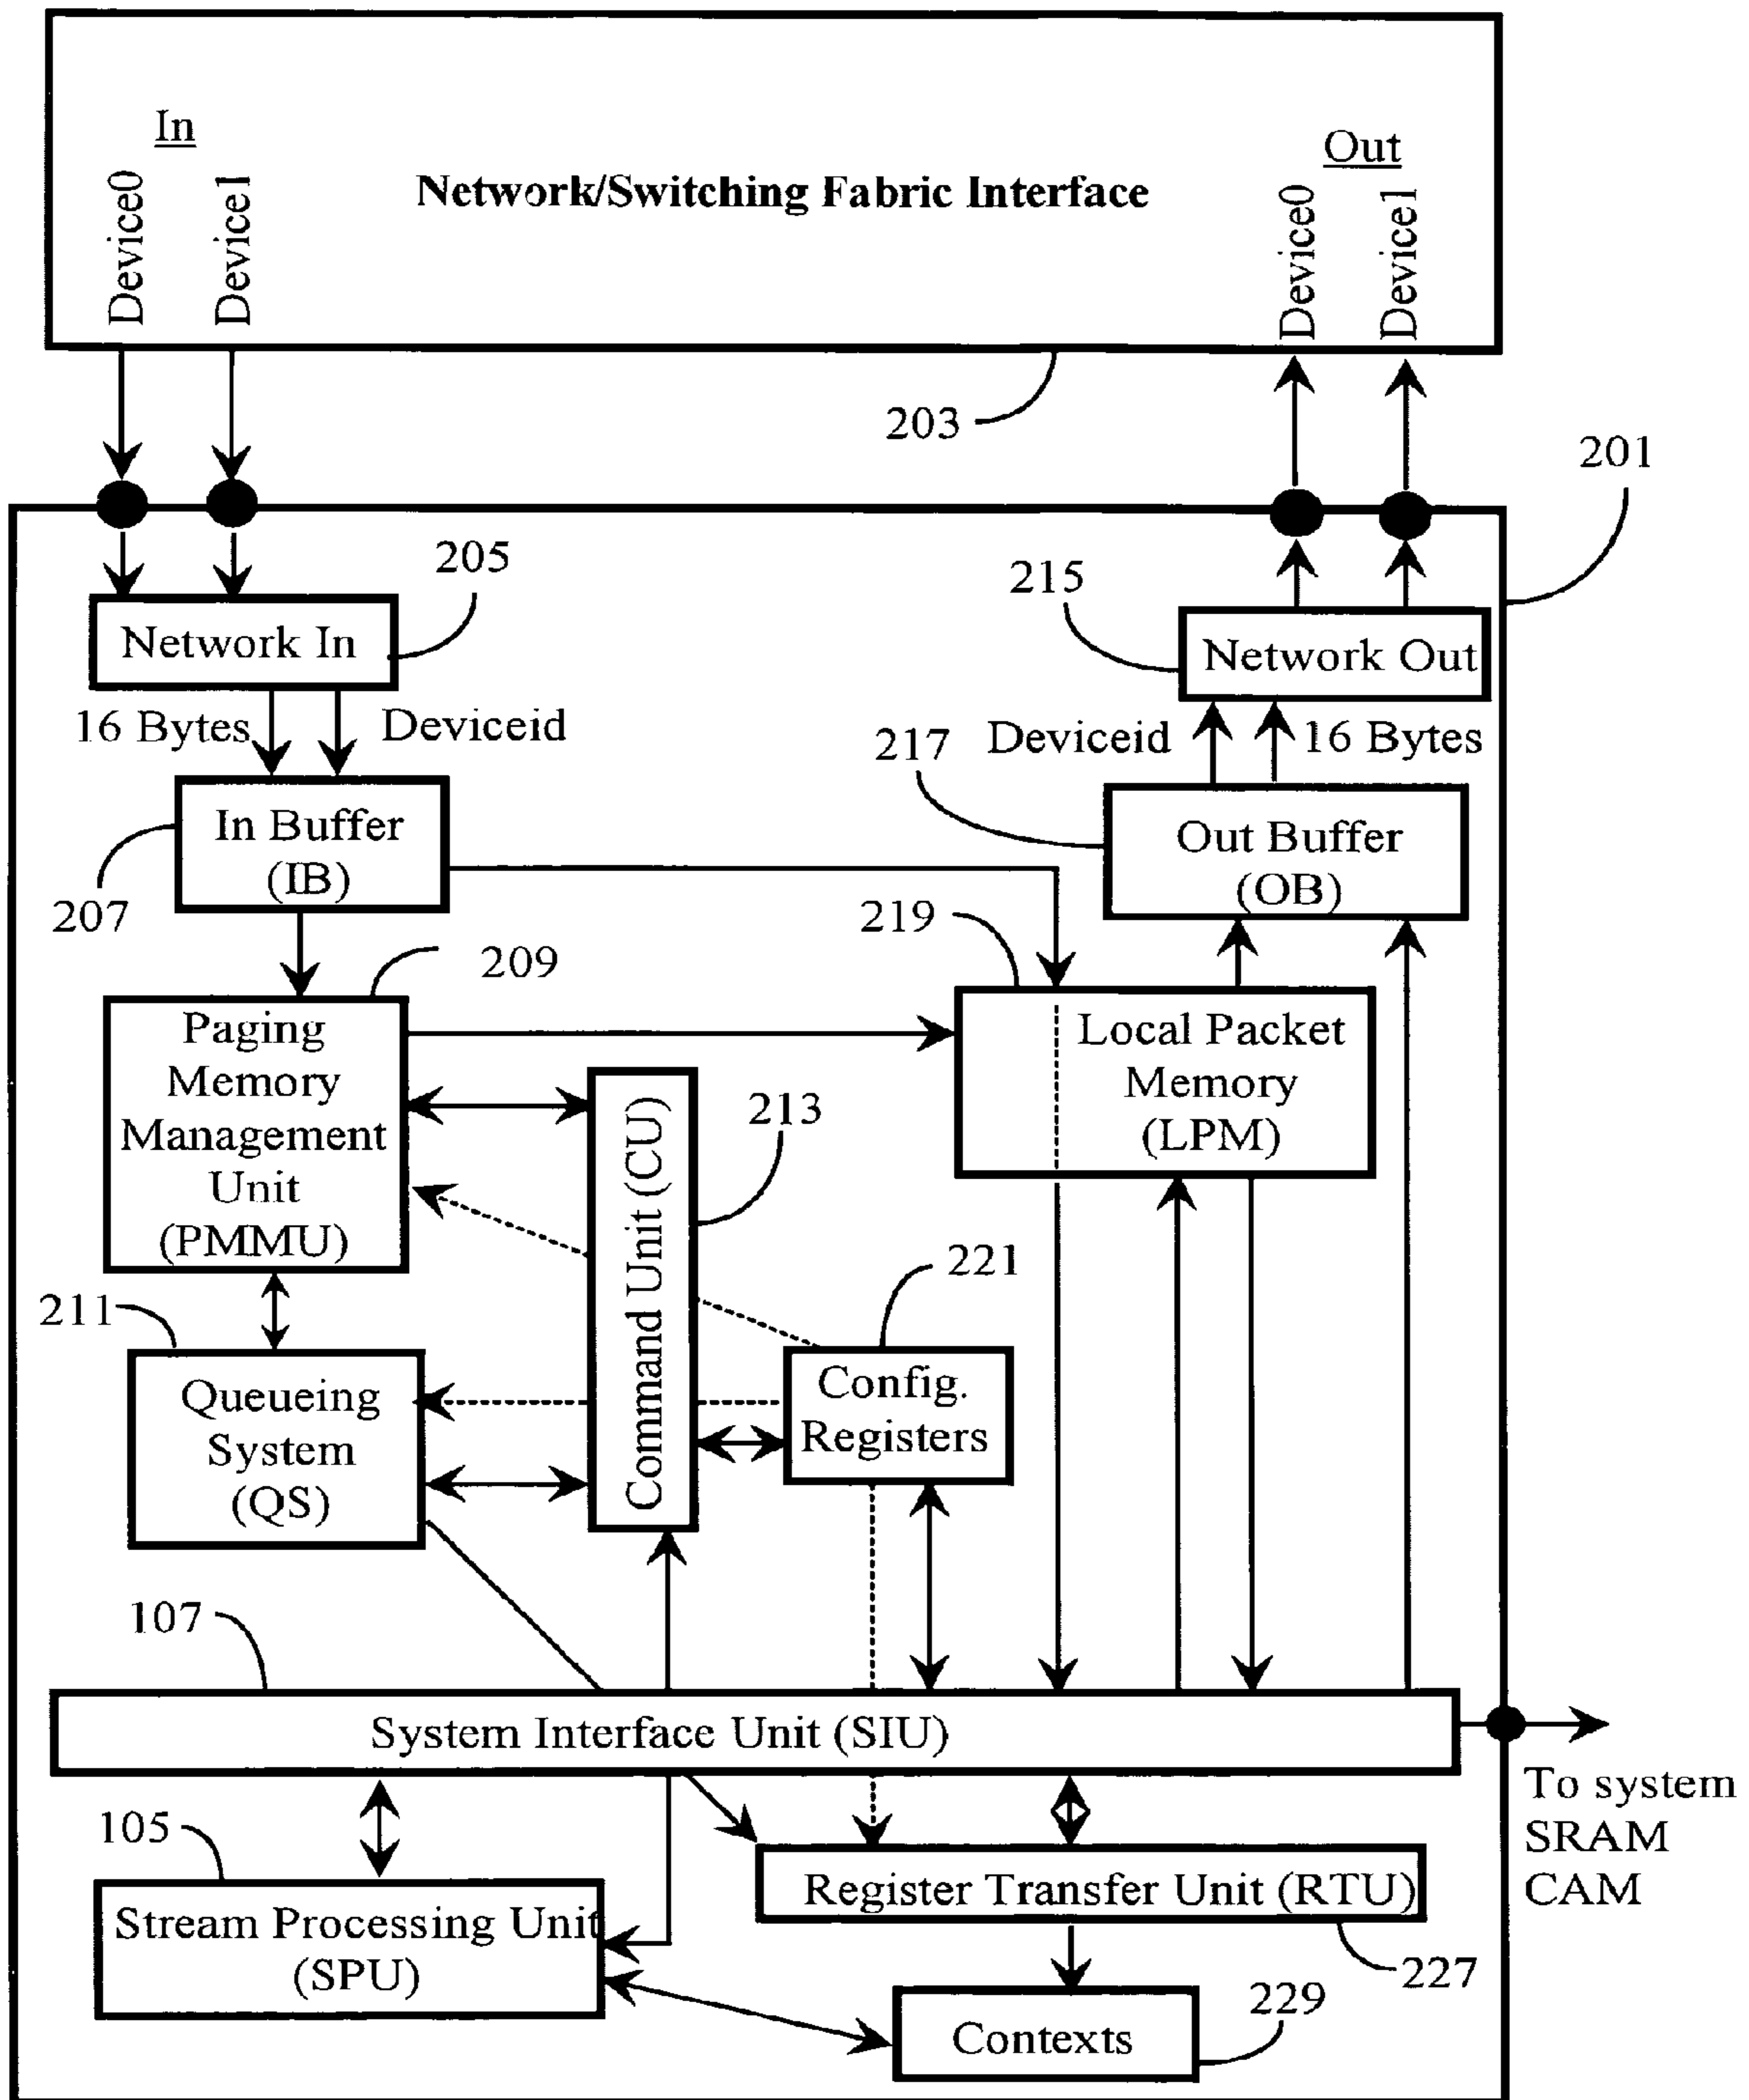 In
Out
Device0
Device1
Network/Switching Fabric Interface
Device0
Device1
203
201
205
215
Network In
Network Out
16 Bytes
Deviceid
217
Deviceid
16 Bytes
In Buffer
(IB)
Out Buffer
(OB)
207
219
209
Paging
Memory
Management
Unit
(PMMU)
Local Packet
Memory
(LPM)
213
Command Unit (CU)
221
211
Queueing
System
(QS)
Config.
Registers
107
System Interface Unit (SIU)
To system
SRAM
CAM
105
Stream Processing Unit
(SPU)
Register Transfer Unit (RTU)
227
229
Contexts